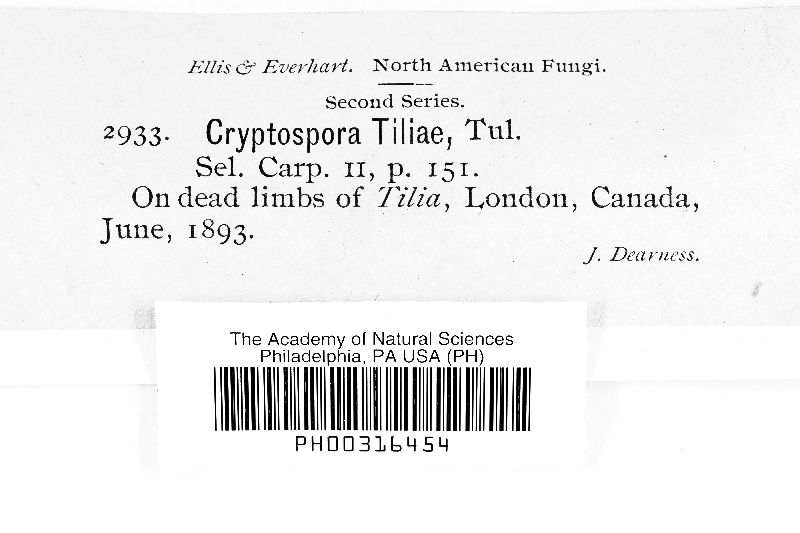 Ellis & Everhart. North American Fungi.
Second Series.
2933. Cryptospora Tiliae, Tul.
Sel. Carp. II, p. 151.
On dead limbs of Tilia, London, Canada,
June, 1893.
J. Dearness.
The Academy of Natural Sciences
Philadelphia, PA USA (PH)
PH00316454